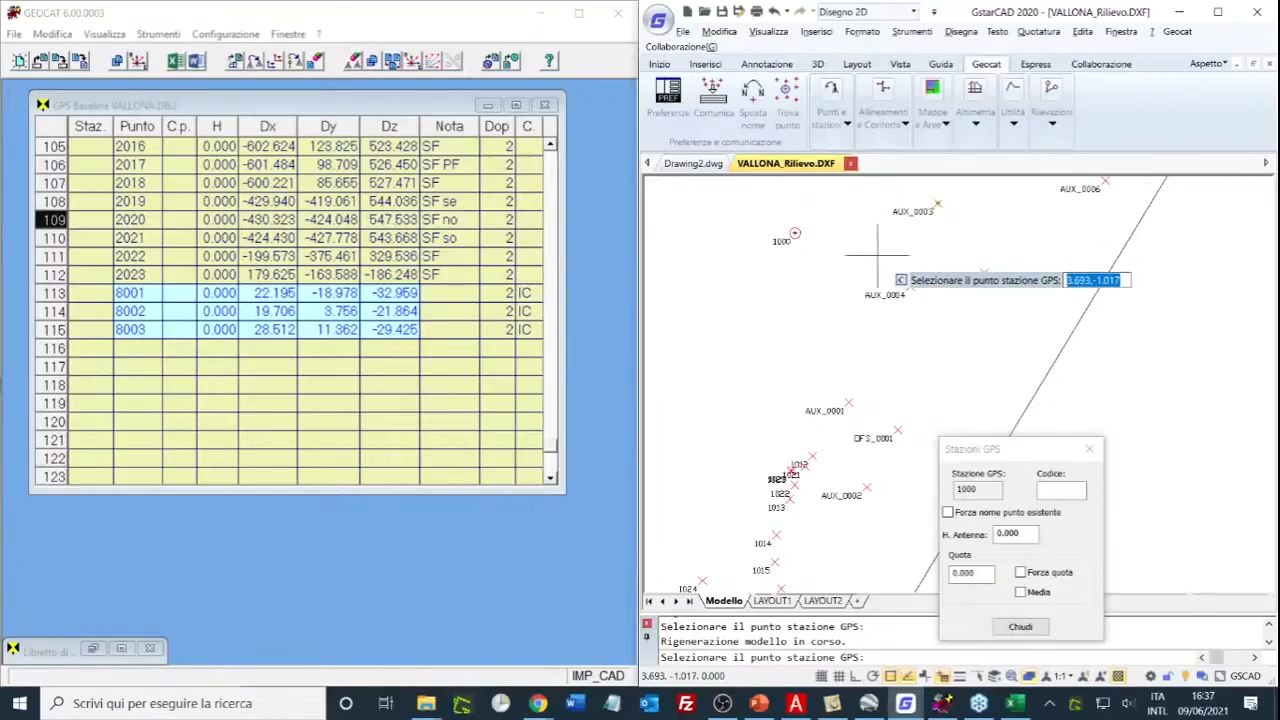 GEOCAT 6.00.0003
File Modifica Visualizza Strumenti Configurazione Finestre ?
GPS Baseline VALLONA.DBZ
Staz. Punto C.p. H Dx Dy Dz Nota Dop C.
105 2016 0.000 -602.624 123.825 523.428 SF 2
106 2017 0.000 -601.484 98.709 526.450 SF PF 2
107 2018 0.000 -600.221 85.655 527.471 SF 2
108 2019 0.000 -429.940 -419.061 544.036 SF se 2
109 2020 0.000 -430.323 -424.048 547.533 SF no 2
110 2021 0.000 -424.430 -427.778 543.668 SF so 2
111 2022 0.000 -199.573 -375.461 329.536 SF 2
112 2023 0.000 179.625 -163.588 -186.248 SF 2
113 8001 0.000 22.195 -18.978 -32.959 2 IC
114 8002 0.000 19.706 3.756 -21.864 2 IC
115 8003 0.000 28.512 11.362 -29.425 2 IC
116
117
118
119
120
121
122
123
Libretto di ...
IMP_CAD
Disegno 2D
GstarCAD 2020 - [VALLONA_Rilievo.DXF]
File Modifica Visualizza Inserisci Formato Strumenti Disegna Testo Quotatura Edita Finestra ? Geocat
Collaborazione(G)
Inizio Inserisci Annotazione 3D Layout Vista Guida Geocat Express Collaborazione Aspetto
PREF
Preferenze Comunica Sposta nome Trova punto Punti e stazioni Allineamenti e Conforma Mappe e Aree Altimetria Utilità Rilevazioni
Preferenze e comunicazione
Drawing2.dwg VALLONA_Rilievo.DXF
AUX_0006
AUX_0003
1000
Selezionare il punto stazione GPS: 3.693,-1.017
AUX_0004
AUX_0001
DFS_0001
1012
1021
1022
AUX_0002
1013
1014
1015
1024
Stazioni GPS
Stazione GPS: Codice:
1000
Forza nome punto esistente
H. Antenna: 0.000
Quota
0.000 Forza quota
Media
Chiudi
Modello LAYOUT1 LAYOUT2 +
Selezionare il punto stazione GPS:
Rigenerazione modello in corso.
Selezionare il punto stazione GPS:
3.693, -1.017, 0.000
1:1
GSCAD
Scrivi qui per eseguire la ricerca
ITA
16:37
09/06/2021